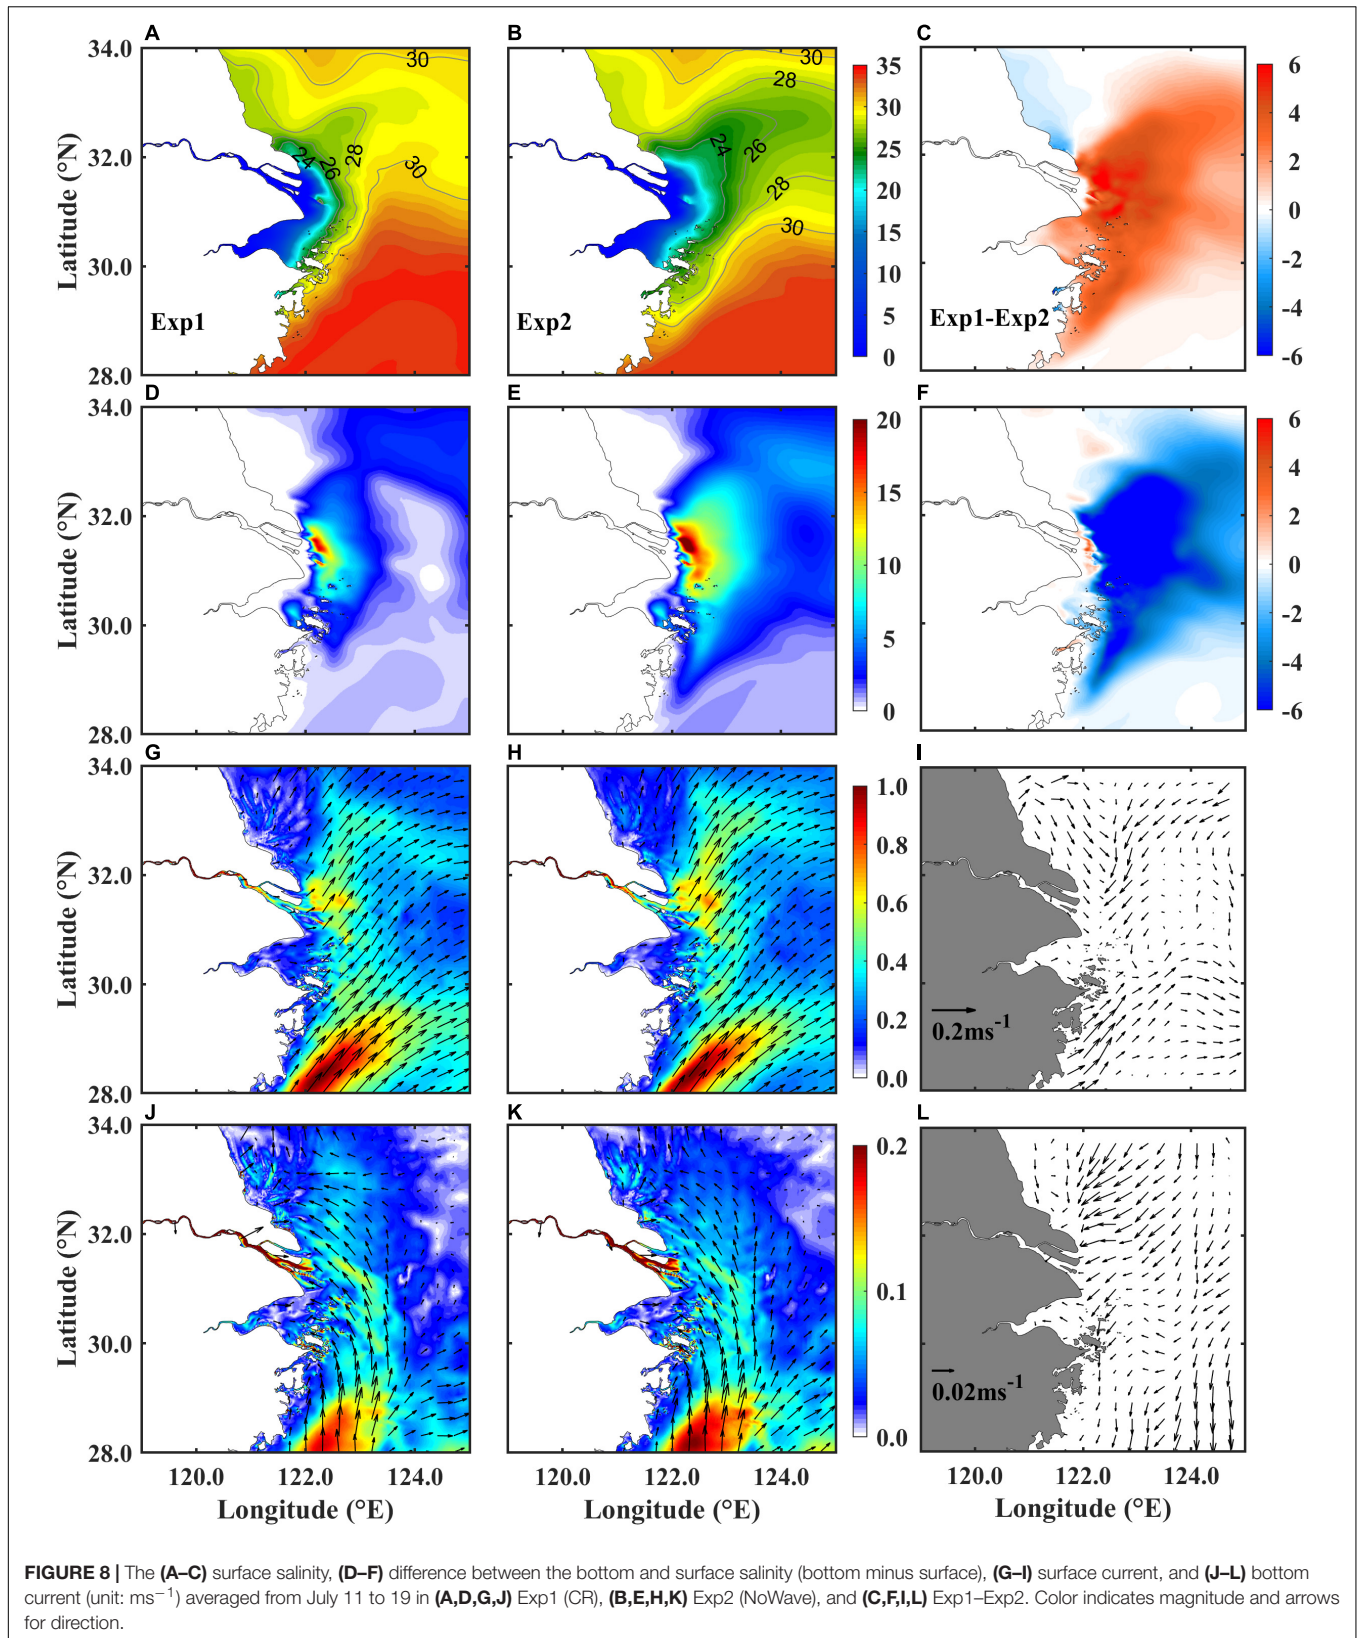 A
B
C
34.0
32.0
30.0
28.0
Latitude (°N)
30
28
26
24
30
Exp1
30
28
24
26
28
30
Exp2
35
30
25
20
15
10
5
0
Exp1-Exp2
6
4
2
0
-2
-4
-6
D
E
F
34.0
32.0
30.0
28.0
Latitude (°N)
20
15
10
5
0
6
4
2
0
-2
-4
-6
G
H
I
34.0
32.0
30.0
28.0
Latitude (°N)
1.0
0.8
0.6
0.4
0.2
0.0
0.2ms⁻¹
J
K
L
34.0
32.0
30.0
28.0
Latitude (°N)
0.2
0.1
0.0
0.02ms⁻¹
120.0 122.0 124.0
120.0 122.0 124.0
120.0 122.0 124.0
Longitude (°E)
Longitude (°E)
Longitude (°E)
FIGURE 8 | The (A–C) surface salinity, (D–F) difference between the bottom and surface salinity (bottom minus surface), (G–I) surface current, and (J–L) bottom
current (unit: ms⁻¹) averaged from July 11 to 19 in (A,D,G,J) Exp1 (CR), (B,E,H,K) Exp2 (NoWave), and (C,F,I,L) Exp1–Exp2. Color indicates magnitude and arrows
for direction.